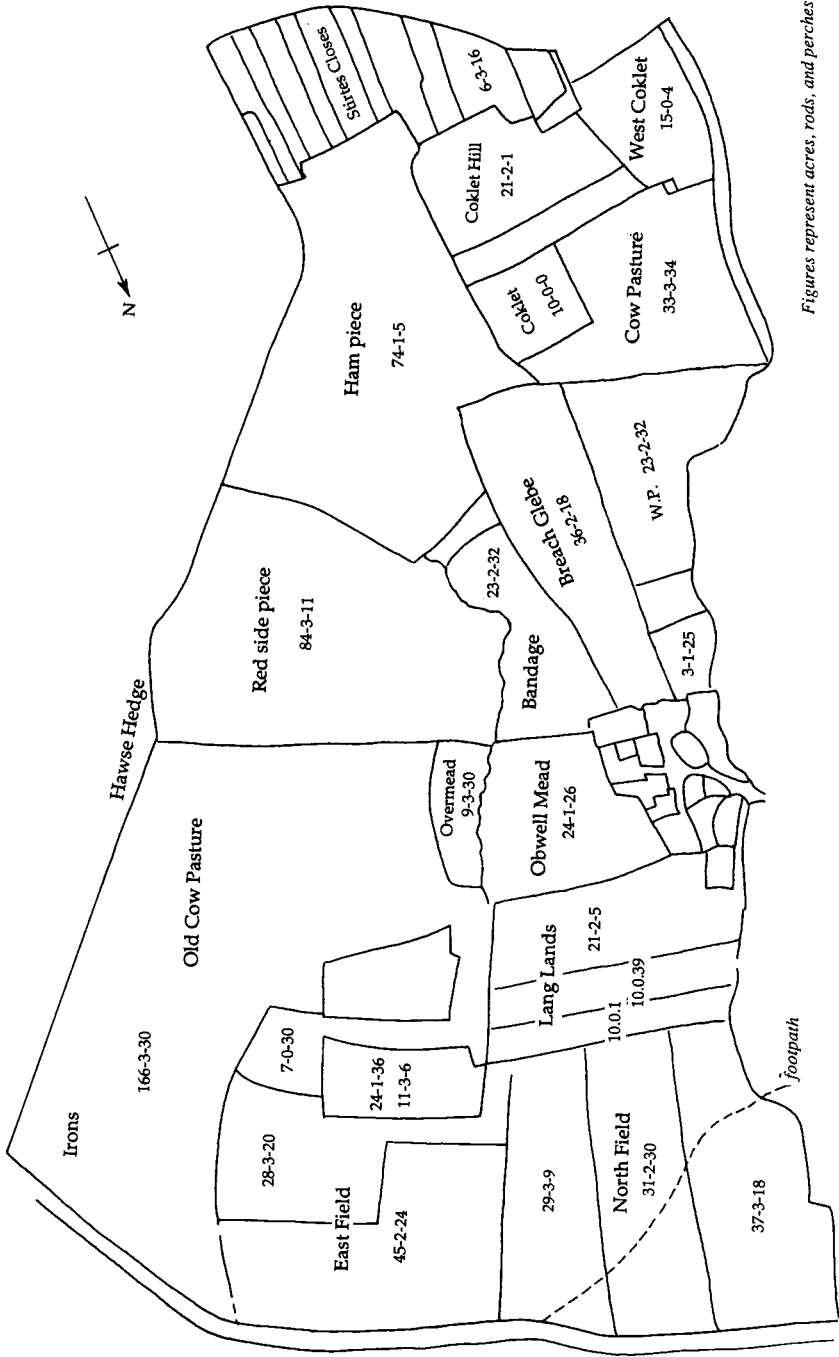 Stirtes Closes
6-3-16
West Coklet
15-0-4
Coklet Hill
21-2-1
N
Ham piece
74-1-5
Coklet
10-0-0
Cow Pasture
33-3-34
Hawse Hedge
Red side piece
84-3-11
23-2-32
Breach Glebe
36-2-18
W.P. 23-2-32
Bandage
3-1-25
Old Cow Pasture
Overmead
9-3-30
Obwell Mead
24-1-26
Irons
166-3-30
7-0-30
24-1-36
11-3-6
Lang Lands
21-2-5
10.0.39
10.0.1
28-3-20
East Field
45-2-24
29-3-9
North Field
31-2-30
37-3-18
footpath
Figures represent acres, rods, and perches